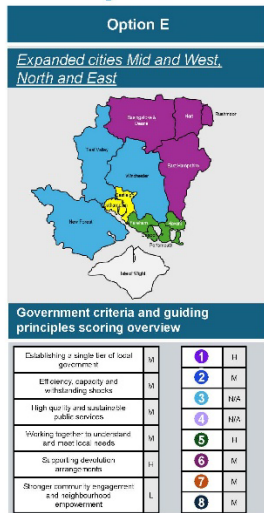 Option E
Expanded cities Mid and West,
North and East
Basingstoke &
Deane
Hart
Rushmoor
Test Valley
East Hampshire
Winchester
New Forest
Fareham
Portsmouth
Isle of Wight
Government criteria and guiding
principles scoring overview
Establishing a single tier of local
government
M
Efficiency, capacity and
withstanding shocks
M
High quality and sustainable
public services
M
Working together to understand
and meet local needs
M
Supporting devolution
arrangements
H
Stronger community engagement
and neighbourhood
empowerment
L
1 H
2 M
3 N/A
4 N/A
5 H
6 M
7 M
8 M